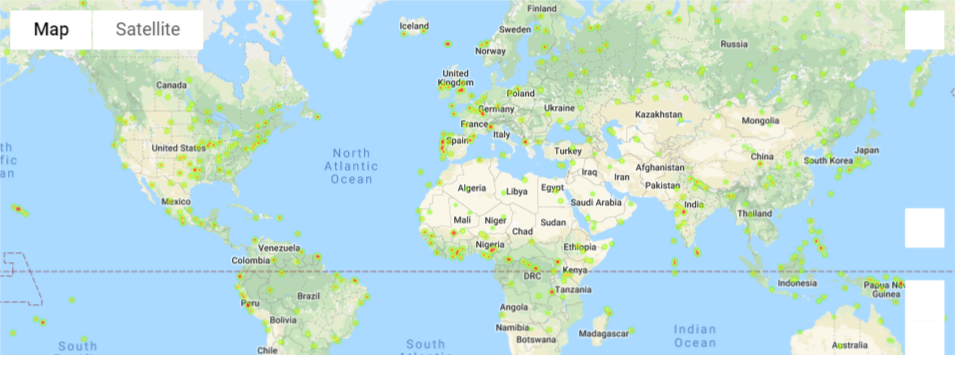 Map
Satellite
Finland
Iceland
Sweden
Norway
Russia
Canada
United
Kingdom
Poland
Germany
Ukraine
Kazakhstan
Mongolia
France
Spain
Italy
United States
North
Atlantic
Ocean
Turkey
China
South Korea
Japan
Iraq
Iran
Afghanistan
Pakistan
Algeria
Libya
Egypt
Saudi Arabia
India
Mexico
Thailand
Mali
Niger
Chad
Sudan
Nigeria
Ethiopia
Venezuela
Colombia
DRC
Kenya
Tanzania
Indonesia
Papua New
Guinea
Peru
Brazil
Bolivia
Angola
Namibia
Botswana
Madagascar
Indian
Ocean
South
South
Atlantic
Chile
Australia